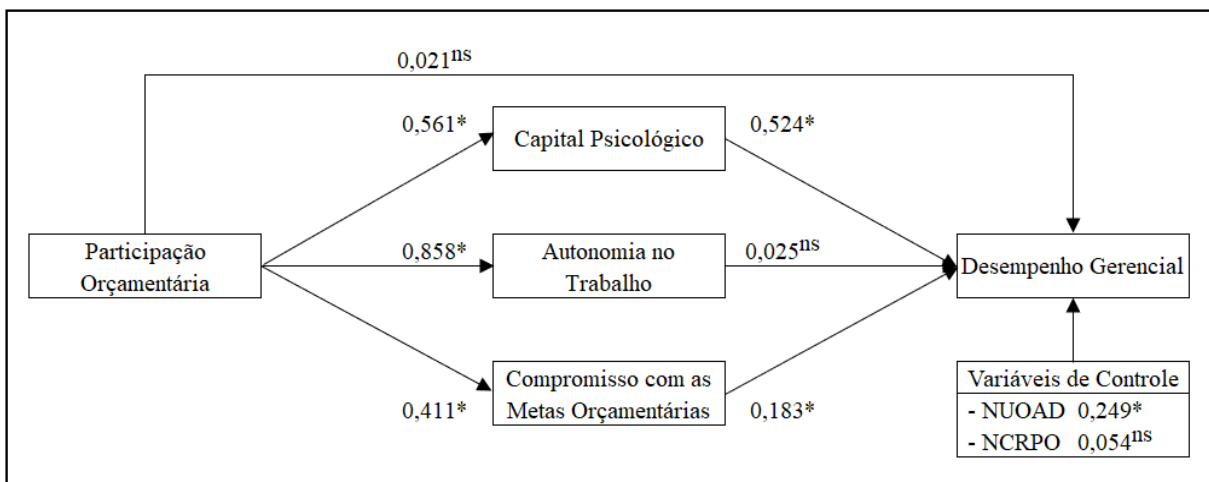 0,021ns
0,561*
Capital Psicológico
0,524*
Participação
Orçamentária
0,858*
Autonomia no
Trabalho
0,025ns
Desempenho Gerencial
0,411*
Compromisso com as
Metas Orçamentárias
0,183*
Variáveis de Controle
- NUOAD 0,249*
- NCRPO 0,054ns